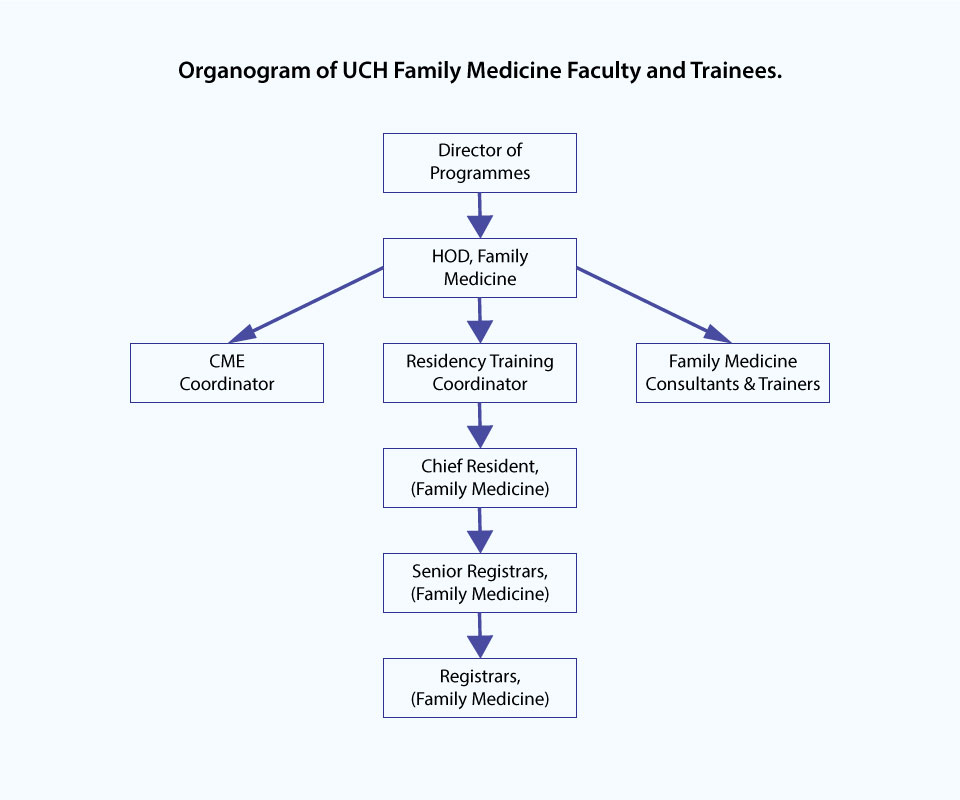 Organogram of UCH Family Medicine Faculty and Trainees.
Director of
Programmes
HOD, Family
Medicine
CME
Coordinator
Residency Training
Coordinator
Family Medicine
Consultants & Trainers
Chief Resident,
(Family Medicine)
Senior Registrars,
(Family Medicine)
Registrars,
(Family Medicine)